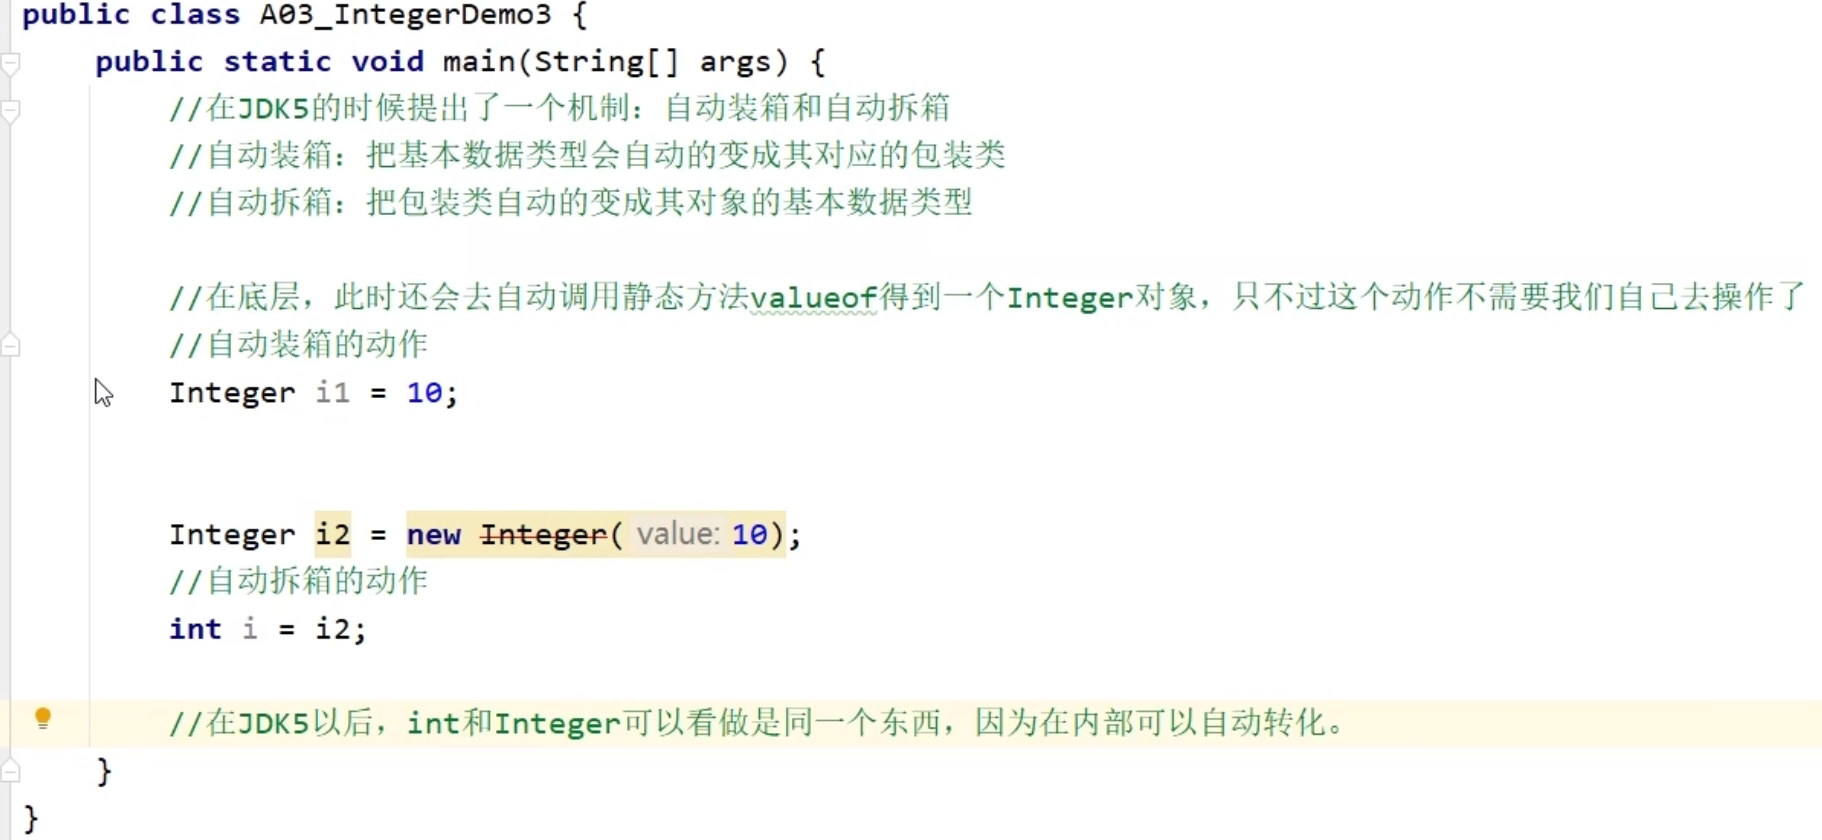 public class A03_IntegerDemo3 {
public static void main(String[] args) {
//在JDK5的时候提出了一个机制：自动装箱和自动拆箱
//自动装箱：把基本数据类型会自动的变成其对应的包装类
//自动拆箱：把包装类自动的变成其对象的基本数据类型
//在底层，此时还会去自动调用静态方法valueof得到一个Integer对象，只不过这个动作不需要我们自己去操作了
//自动装箱的动作
Integer i1 = 10;
Integer i2 = new Integer( value: 10);
//自动拆箱的动作
int i = i2;
//在JDK5以后，int和Integer可以看做是同一个东西，因为在内部可以自动转化。
}
}